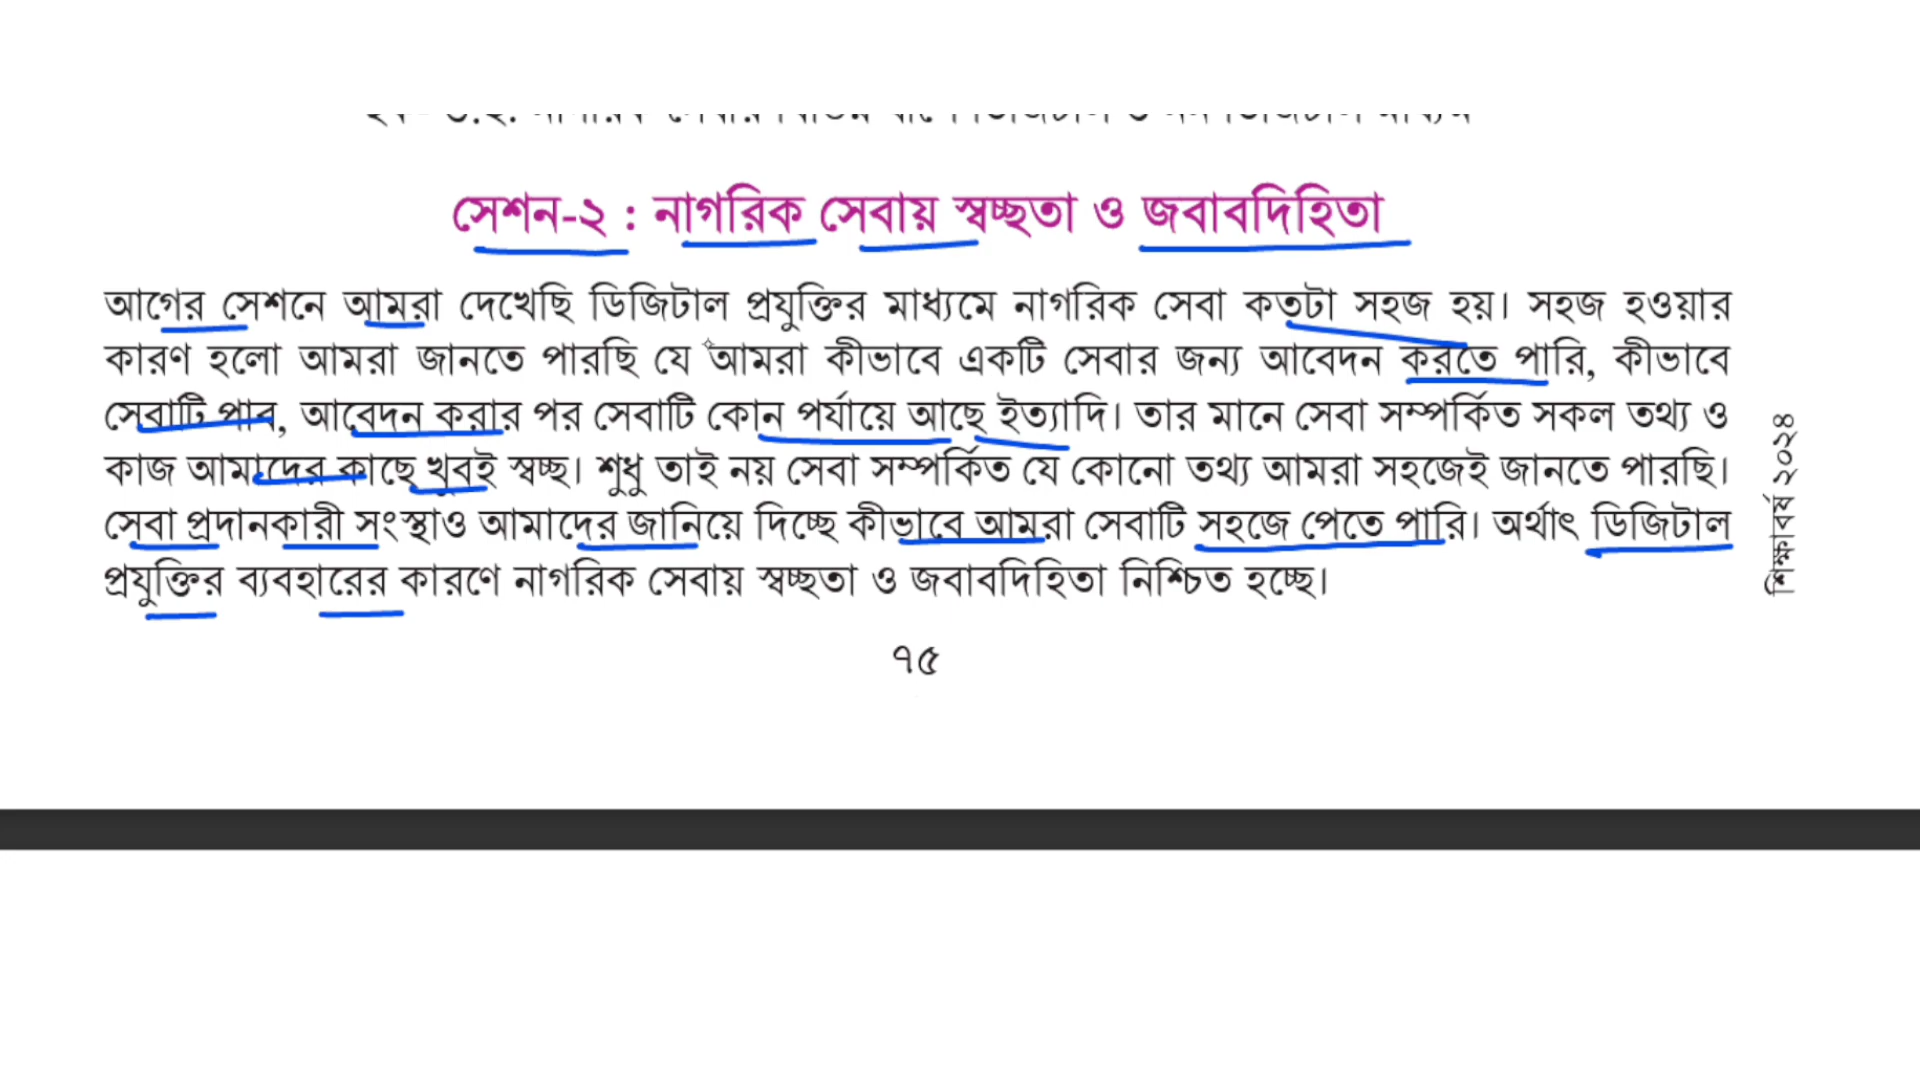 সেশন-২ : নাগরিক সেবায় স্বচ্ছতা ও জবাবদিহিতা
আগের সেশনে আমরা দেখেছি ডিজিটাল প্রযুক্তির মাধ্যমে নাগরিক সেবা কতটা সহজ হয়। সহজ হওয়ার
কারণ হলো আমরা জানতে পারছি যে আমরা কীভাবে একটি সেবার জন্য আবেদন করতে পারি, কীভাবে
সেবাটি পাব, আবেদন করার পর সেবাটি কোন পর্যায়ে আছে ইত্যাদি। তার মানে সেবা সম্পর্কিত সকল তথ্য ও
কাজ আমাদের কাছে খুবই স্বচ্ছ। শুধু তাই নয় সেবা সম্পর্কিত যে কোনো তথ্য আমরা সহজেই জানতে পারছি।
সেবা প্রদানকারী সংস্থাও আমাদের জানিয়ে দিচ্ছে কীভাবে আমরা সেবাটি সহজে পেতে পারি। অর্থাৎ ডিজিটাল
প্রযুক্তির ব্যবহারের কারণে নাগরিক সেবায় স্বচ্ছতা ও জবাবদিহিতা নিশ্চিত হচ্ছে।
৭৫
শিক্ষাবর্ষ ২০২৪